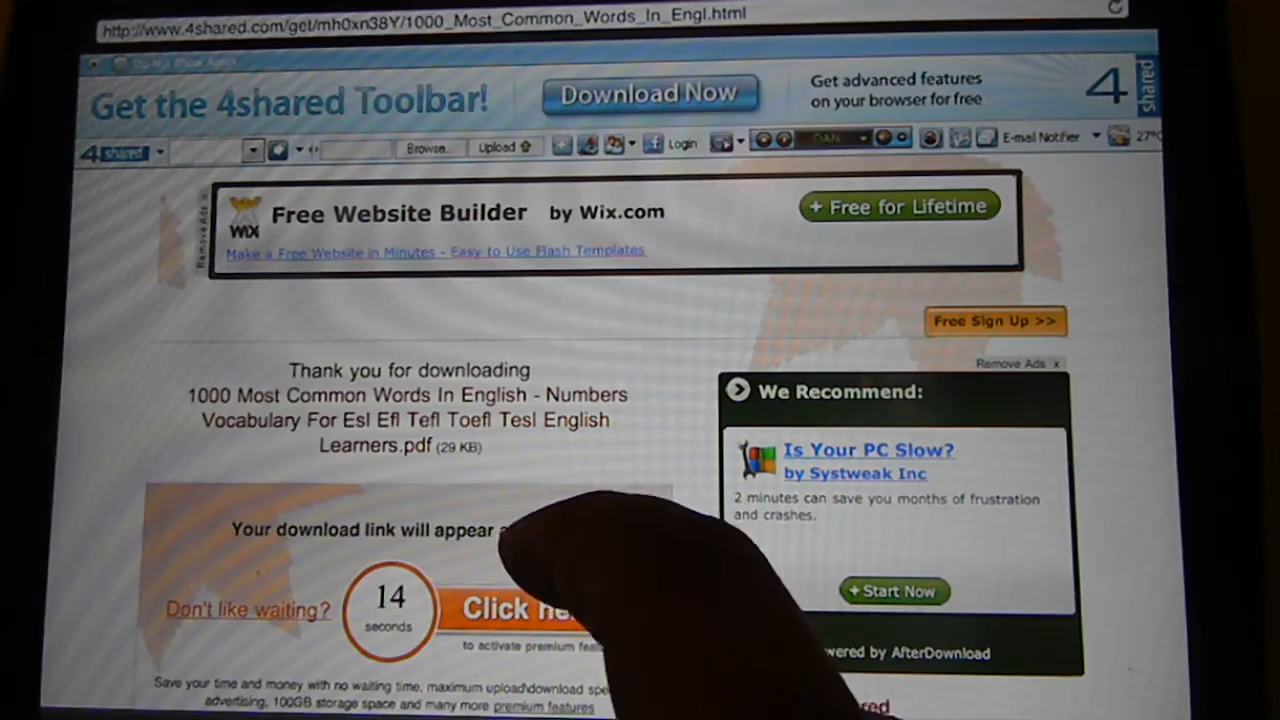 http://www.4shared.com/get/mh0xn38Y/1000_Most_Common_Words_In_Engl.html
Do Not Show Again
Get the 4shared Toolbar!
Download Now
Get advanced features
on your browser for free
4
shared
4 shared
Browse...
Upload
Login
E-mail Notifier
27°C
Remove Ads x
WIX
Free Website Builder by Wix.com
+ Free for Lifetime
Make a Free Website in Minutes - Easy to Use Flash Templates
Free Sign Up >>
Remove Ads x
Thank you for downloading
1000 Most Common Words In English - Numbers
Vocabulary For Esl Efl Tefl Toefl Tesl English
Learners.pdf (29 KB)
We Recommend:
Is Your PC Slow?
by Systweak Inc
2 minutes can save you months of frustration
and crashes.
+ Start Now
AfterDownload
Your download link will appear
Don't like waiting?
14
seconds
Click
to activate premium
Save your time and money with no waiting time, maximum upload\download
advertising, 100GB storage space and many more premium features